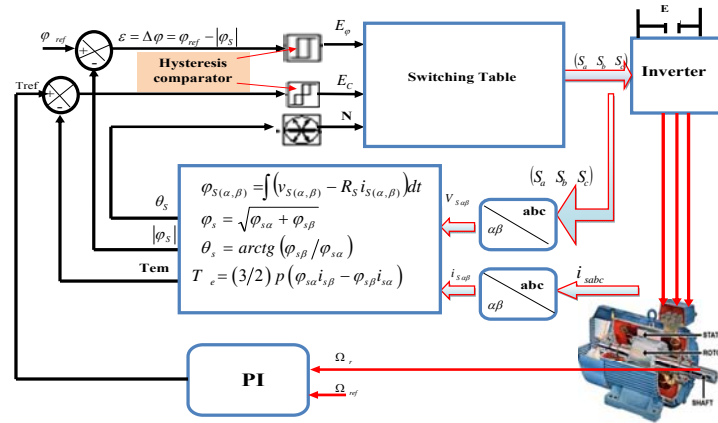 φ ref
ε = Δφ = φref − |φS|
Eφ
E
Hysteresis
comparator
Switching Table
(Sa Sb Sc)
Inverter
Tref
EC
N
φS(α,β) = ∫(vS(α,β) − RS iS(α,β))dt
φs = √φsα + φsβ
θs = arctg (φsβ / φsα)
T e = (3/2) p (φsα isβ − φsβ isα)
θS
|φS|
Tem
VSαβ
abc
αβ
(Sa Sb Sc)
iSαβ
abc
αβ
isabc
STAT
ROTO
SHAFT
PI
Ωr
Ωref